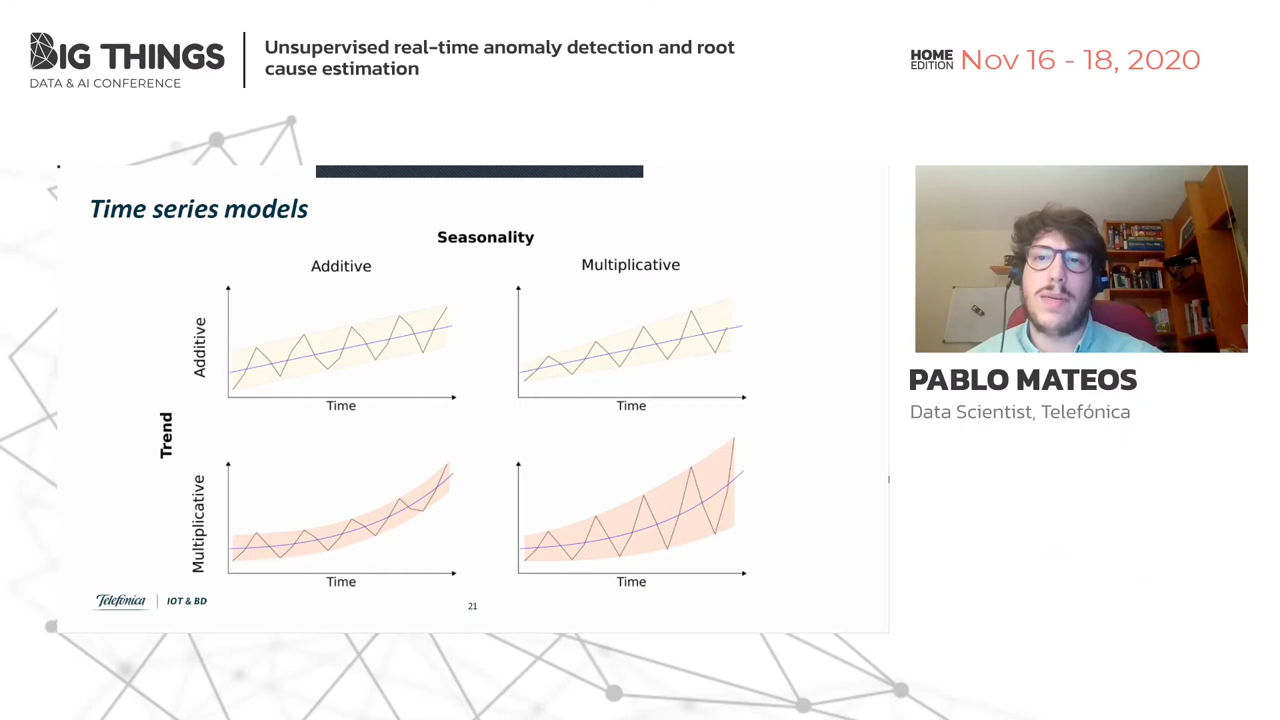 BIG THINGS
DATA & AI CONFERENCE
Unsupervised real-time anomaly detection and root
cause estimation
HOME
EDITION
Nov 16 - 18, 2020
Time series models
Seasonality
Additive
Multiplicative
Trend
Additive
Time
Time
Multiplicative
Time
Time
Telefónica
IOT & BD
21
PABLO MATEOS
Data Scientist, Telefónica